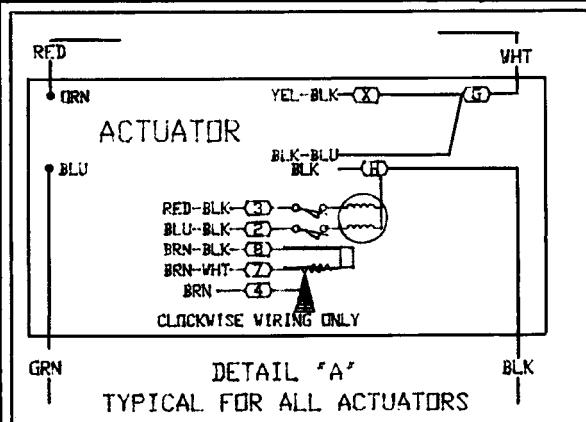 RED
WHT
ORN
YEL-BLK X G
ACTUATOR
BLK-BLU
BLU
BLK H
RED-BLK 3
BLU-BLK 2
BRN-BLK 8
BRN-WHT 7
BRN 4
CLOCKWISE WIRING ONLY
GRN
BLK
DETAIL "A"
TYPICAL FOR ALL ACTUATORS